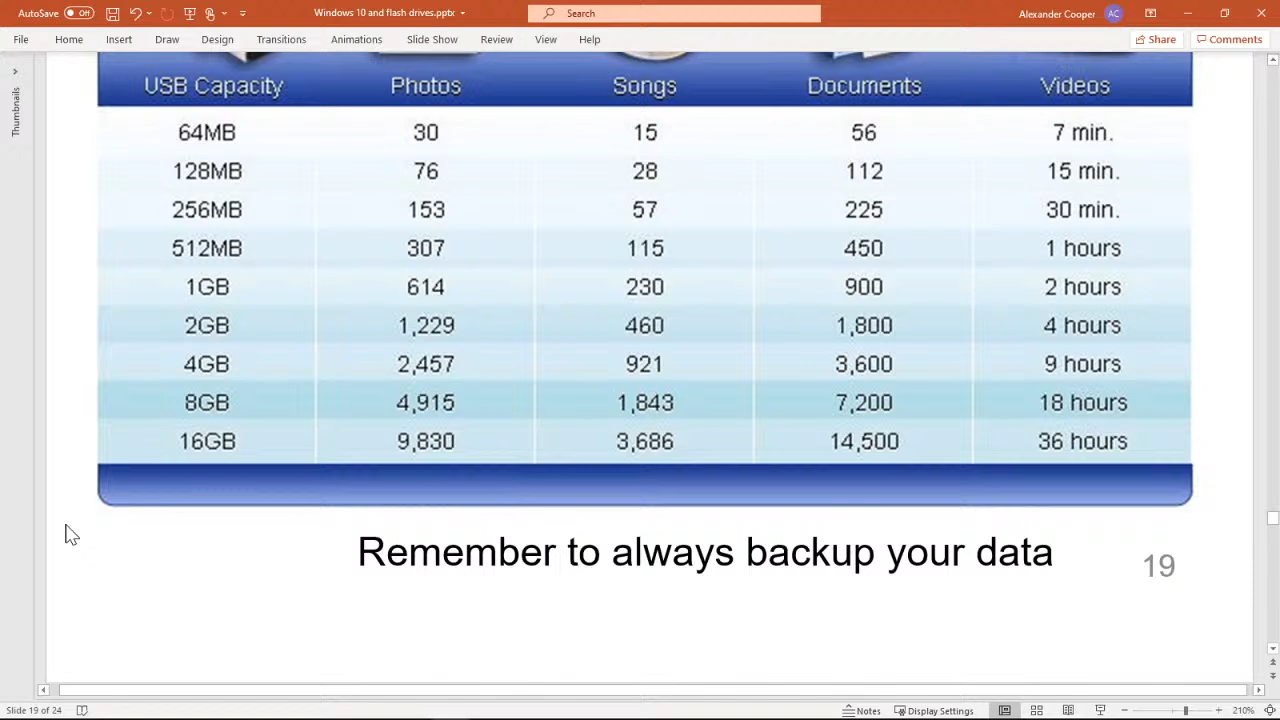 AutoSave Off Windows 10 and flash drives.pptx Search Alexander Cooper AC
File Home Insert Draw Design Transitions Animations Slide Show Review View Help Share Comments
Thumbnails
USB Capacity Photos Songs Documents Videos
64MB 30 15 56 7 min.
128MB 76 28 112 15 min.
256MB 153 57 225 30 min.
512MB 307 115 450 1 hours
1GB 614 230 900 2 hours
2GB 1,229 460 1,800 4 hours
4GB 2,457 921 3,600 9 hours
8GB 4,915 1,843 7,200 18 hours
16GB 9,830 3,686 14,500 36 hours
Remember to always backup your data
19
Slide 19 of 24 Notes Display Settings 210%